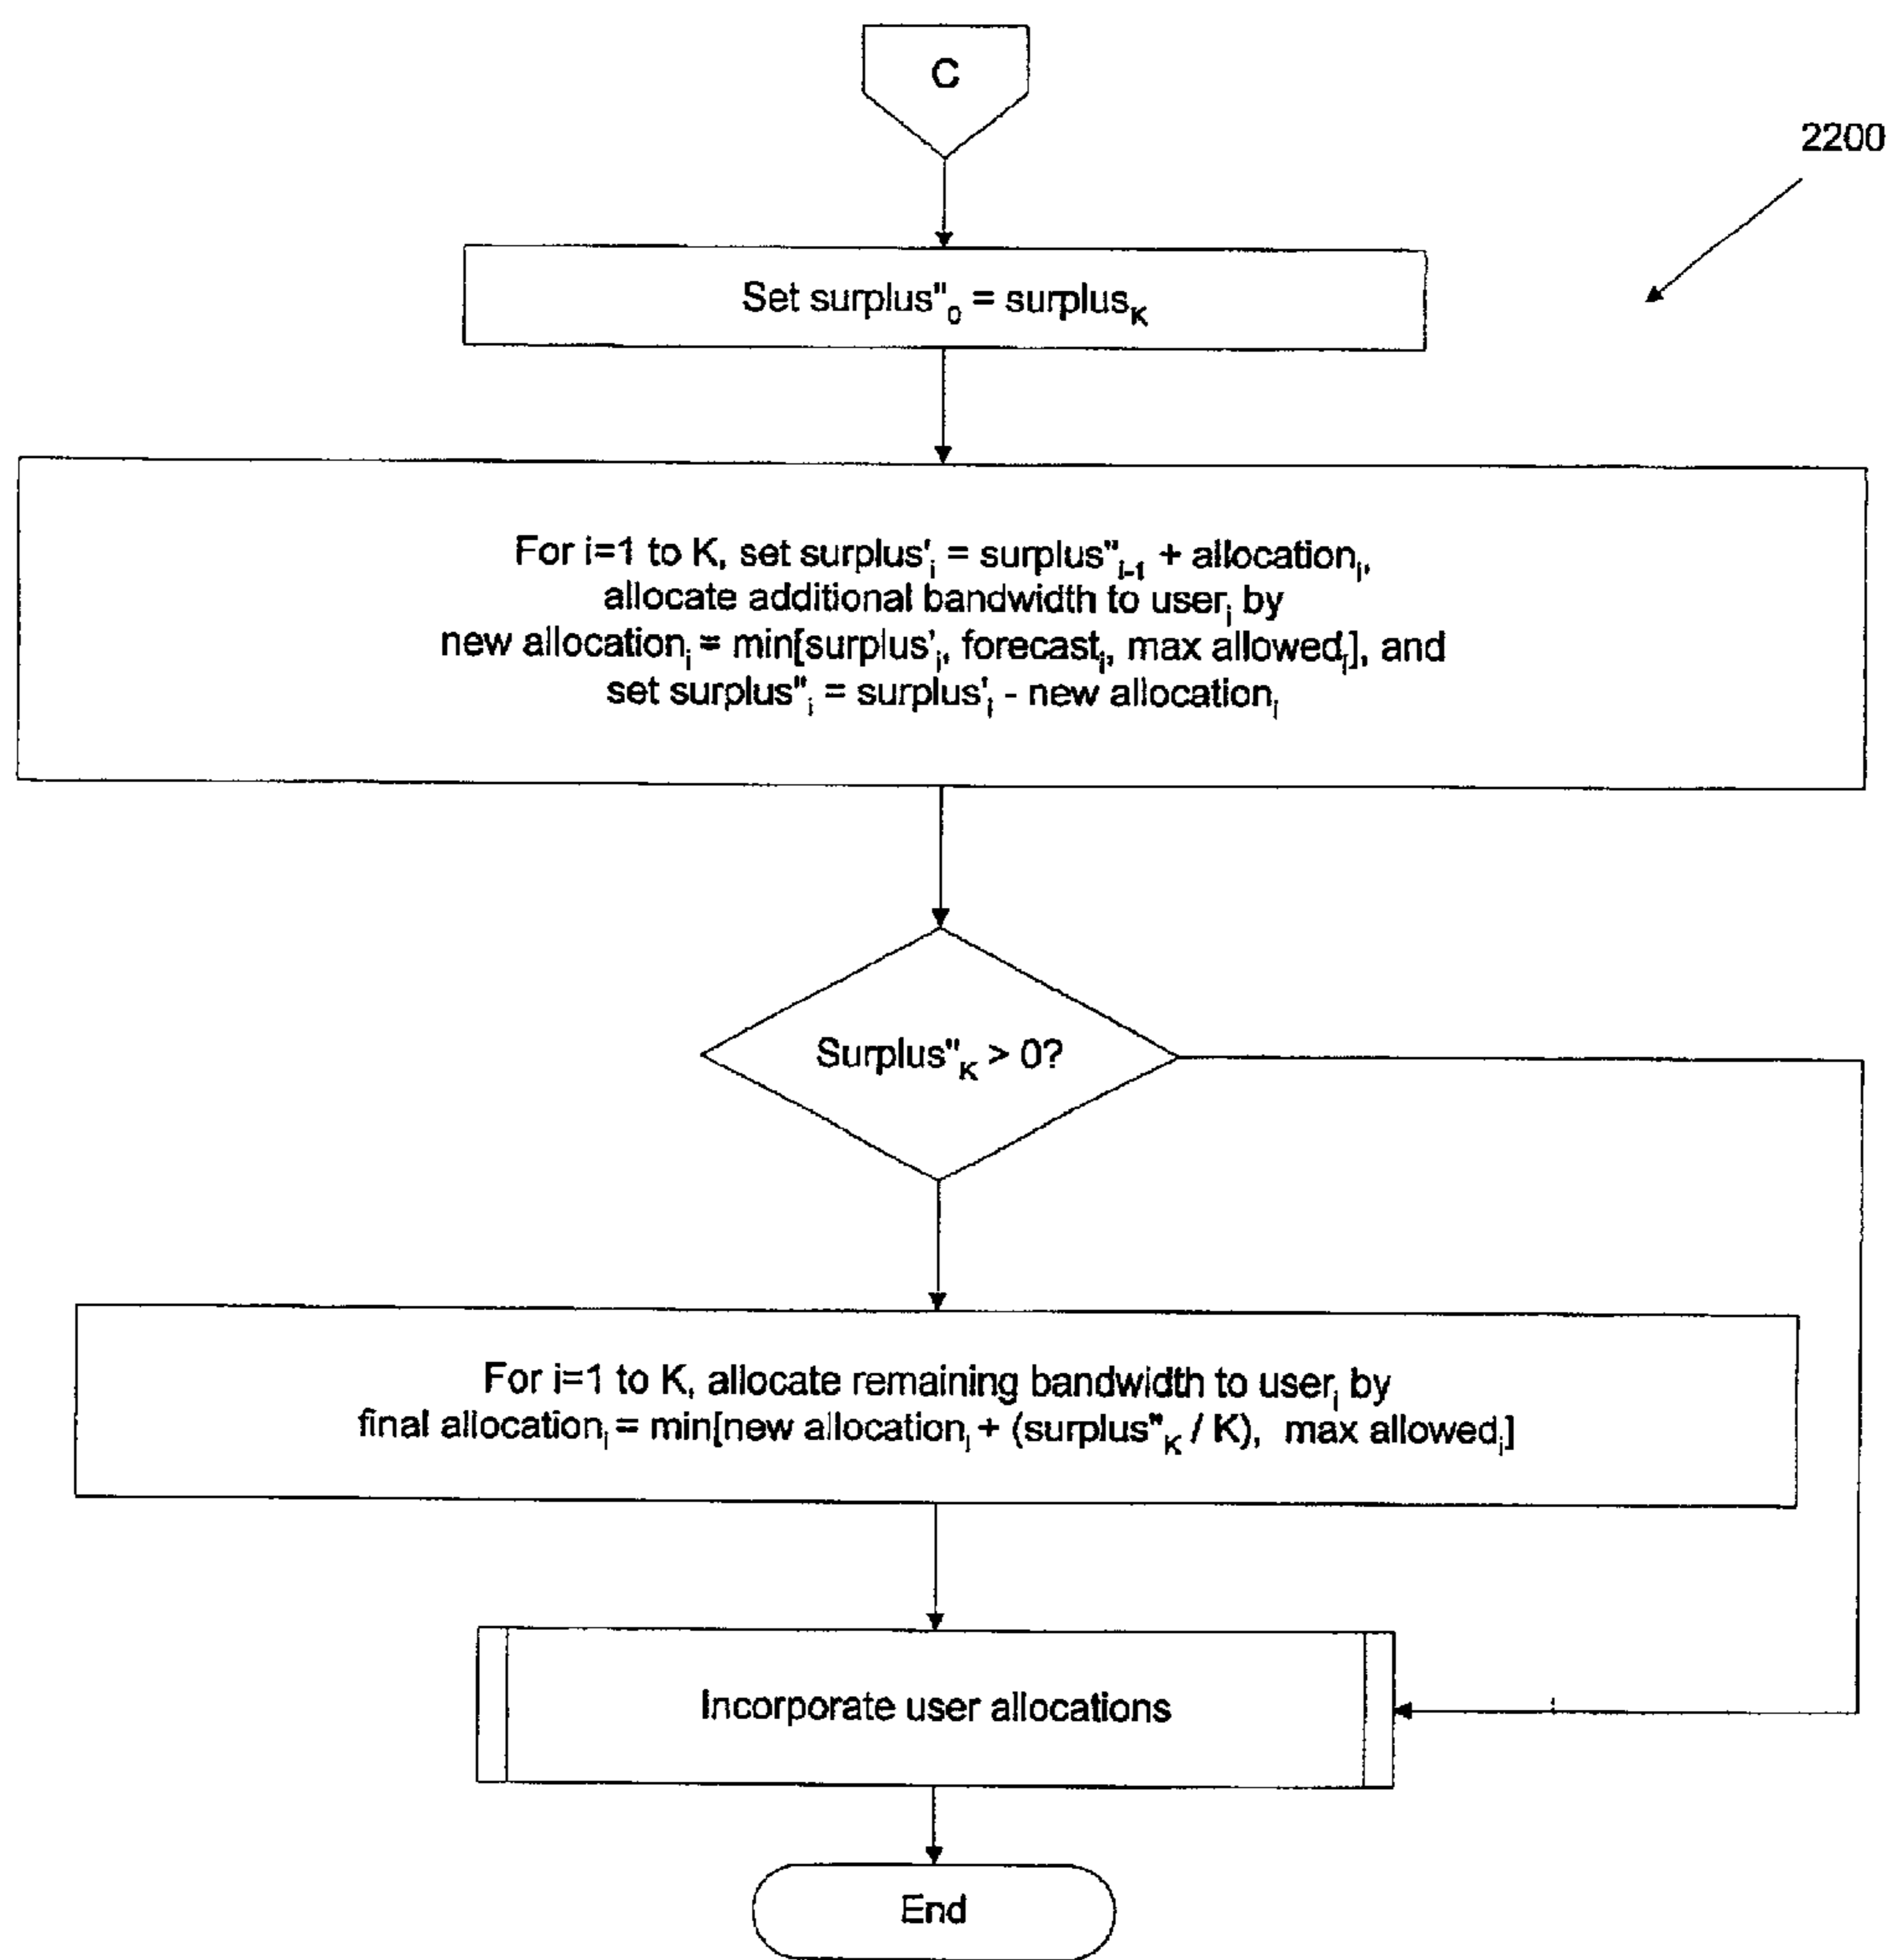 C
2200
Set surplus"₀ = surplusK
For i=1 to K, set surplus'ᵢ = surplus"ᵢ₋₁ + allocationᵢ,
allocate additional bandwidth to userᵢ by
new allocationᵢ = min[surplus'ᵢ, forecastᵢ, max allowedᵢ], and
set surplus"ᵢ = surplus'ᵢ - new allocationᵢ
Surplus"K > 0?
For i=1 to K, allocate remaining bandwidth to userᵢ by
final allocationᵢ = min[new allocationᵢ + (surplus"K / K), max allowedᵢ]
Incorporate user allocations
End